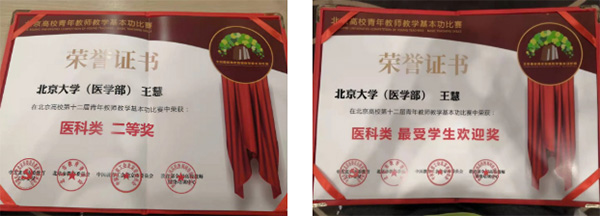 北京高校青年教师教学基本功比赛
荣誉证书
北京大学（医学部） 王慧
在北京高校第十二届青年教师教学基本功比赛中荣获：
医科类 二等奖
北京高校青年教师教学基本功比赛
荣誉证书
北京大学（医学部） 王慧
在北京高校第十二届青年教师教学基本功比赛中荣获：
医科类 最受学生欢迎奖